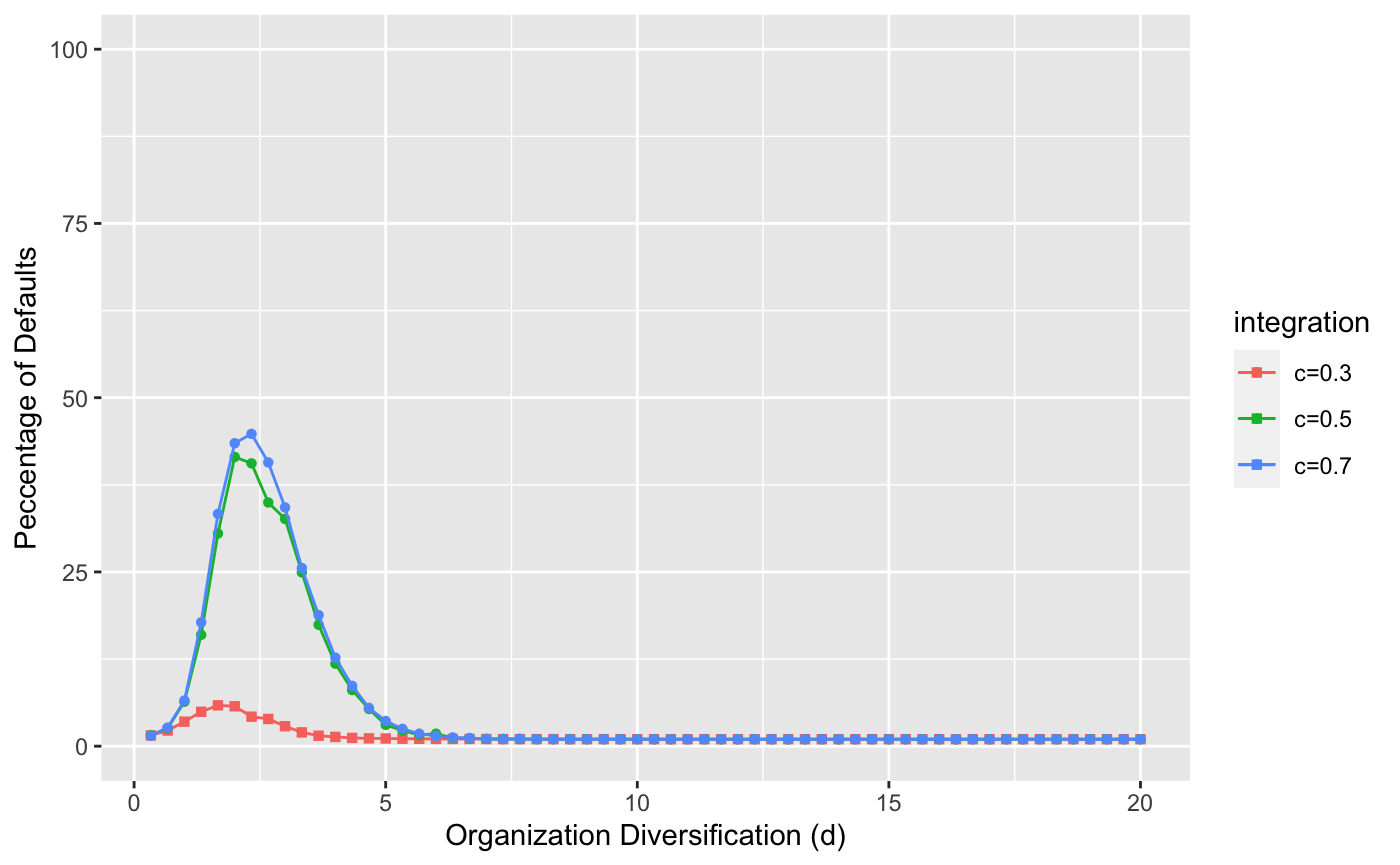 100
75
50
25
0
Peccentage of Defaults
0
5
10
15
20
Organization Diversification (d)
integration
c=0.3
c=0.5
c=0.7